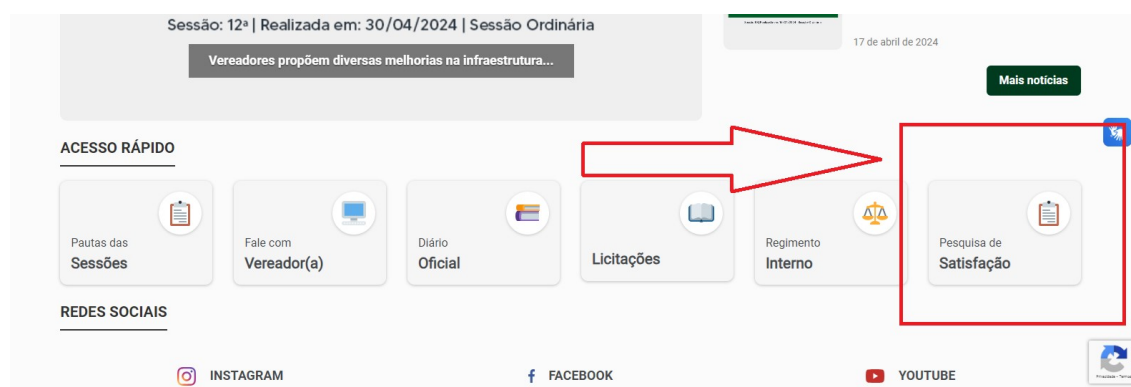 Sessão: 12ª | Realizada em: 30/04/2024 | Sessão Ordinária
Vereadores propõem diversas melhorias na infraestrutura...
17 de abril de 2024
Mais notícias
ACESSO RÁPIDO
Pautas das
Sessões
Fale com
Vereador(a)
Diário
Oficial
Licitações
Regimento
Interno
Pesquisa de
Satisfação
REDES SOCIAIS
INSTAGRAM
FACEBOOK
YOUTUBE